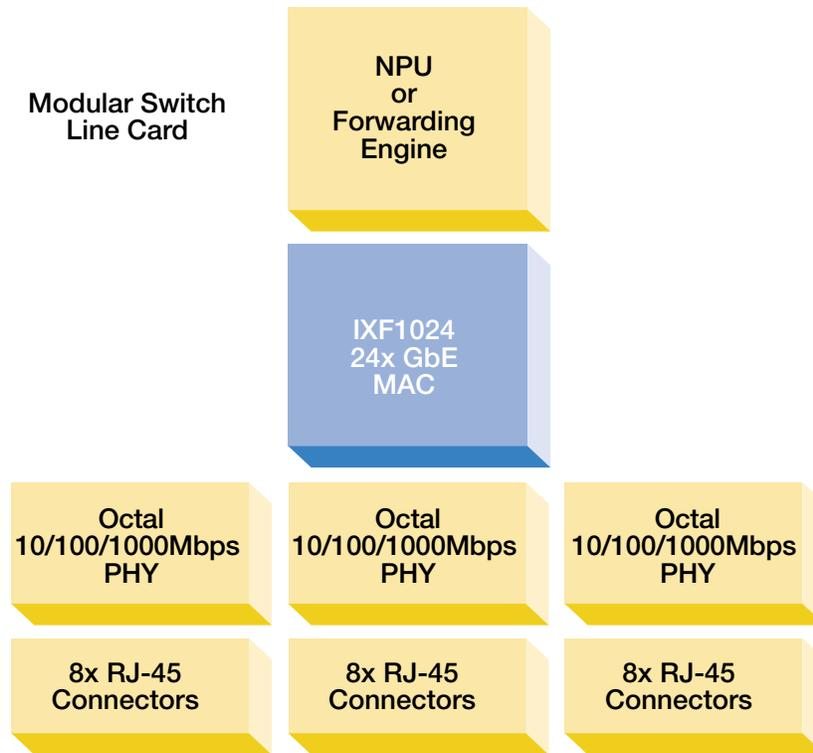 Modular Switch
Line Card
NPU
or
Forwarding
Engine
IXF1024
24x GbE
MAC
Octal
10/100/1000Mbps
PHY
Octal
10/100/1000Mbps
PHY
Octal
10/100/1000Mbps
PHY
8x RJ-45
Connectors
8x RJ-45
Connectors
8x RJ-45
Connectors